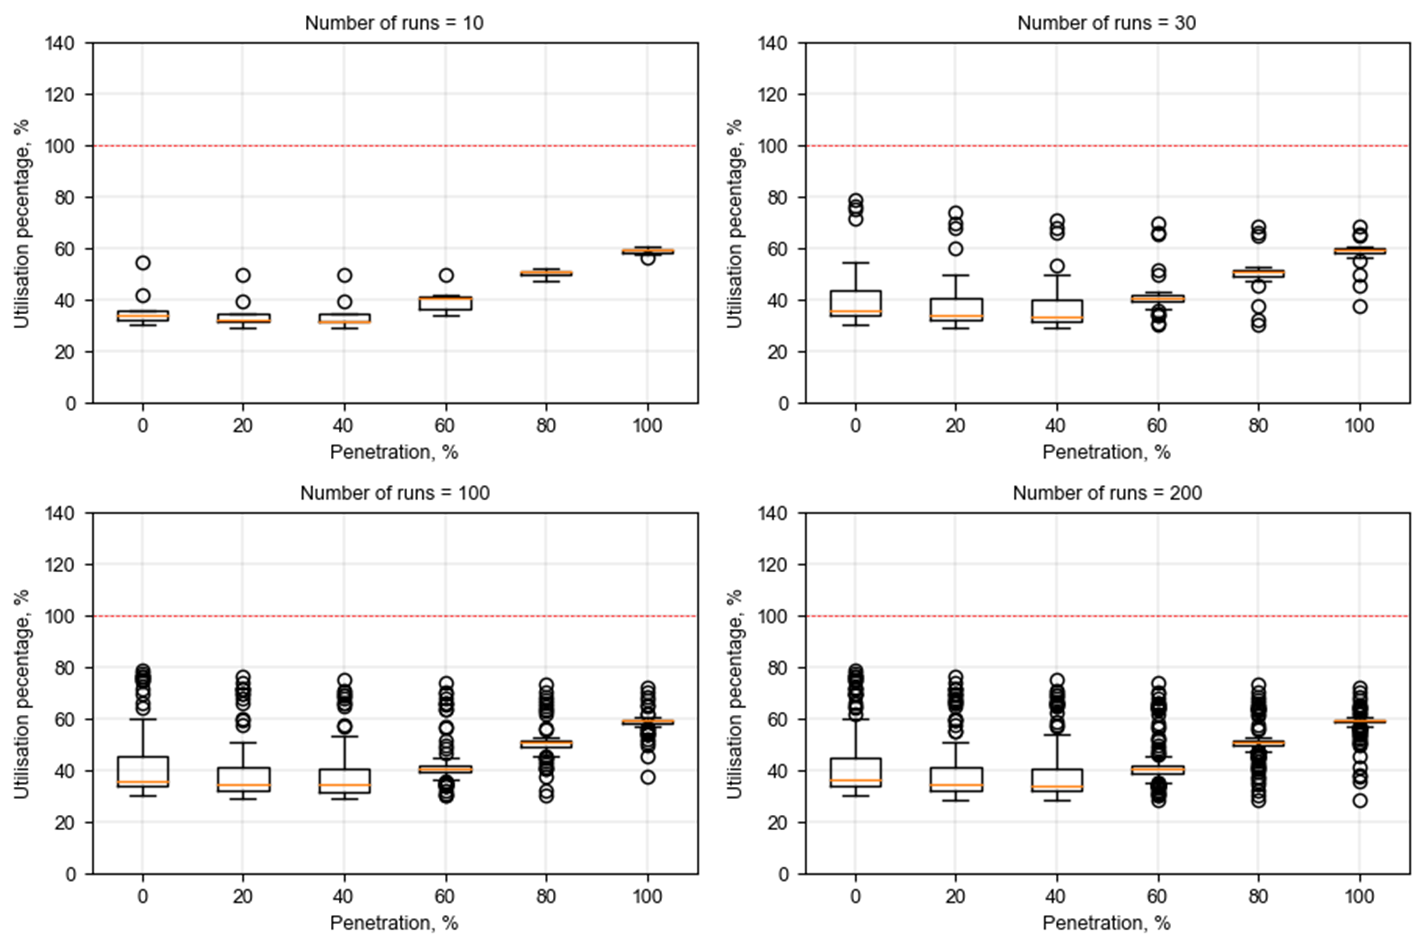 Number of runs = 10
140
120
100
80
60
40
20
0
Utilisation pecentage, %
0 20 40 60 80 100
Penetration, %
Number of runs = 30
140
120
100
80
60
40
20
0
Utilisation pecentage, %
0 20 40 60 80 100
Penetration, %
Number of runs = 100
140
120
100
80
60
40
20
0
Utilisation pecentage, %
0 20 40 60 80 100
Penetration, %
Number of runs = 200
140
120
100
80
60
40
20
0
Utilisation pecentage, %
0 20 40 60 80 100
Penetration, %